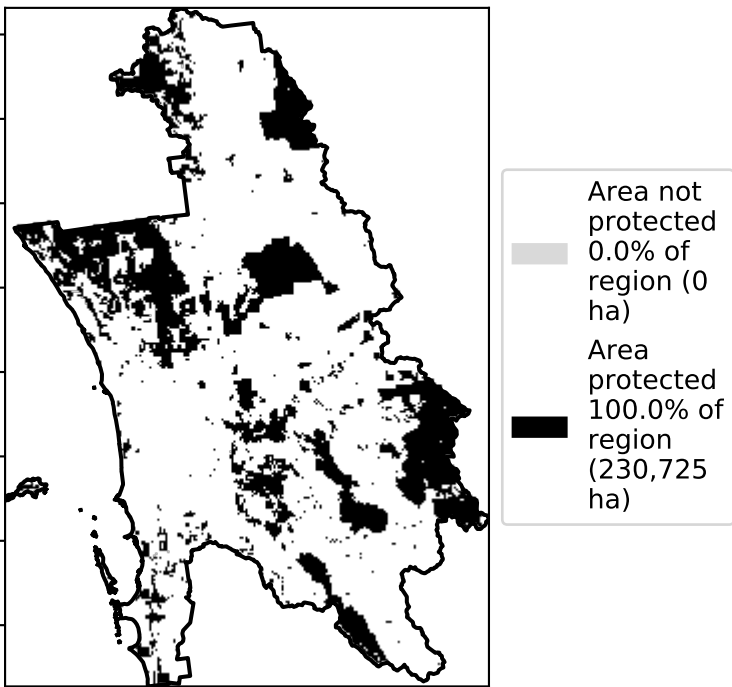 Area not
protected
0.0% of
region (0
ha)
Area
protected
100.0% of
region
(230,725
ha)